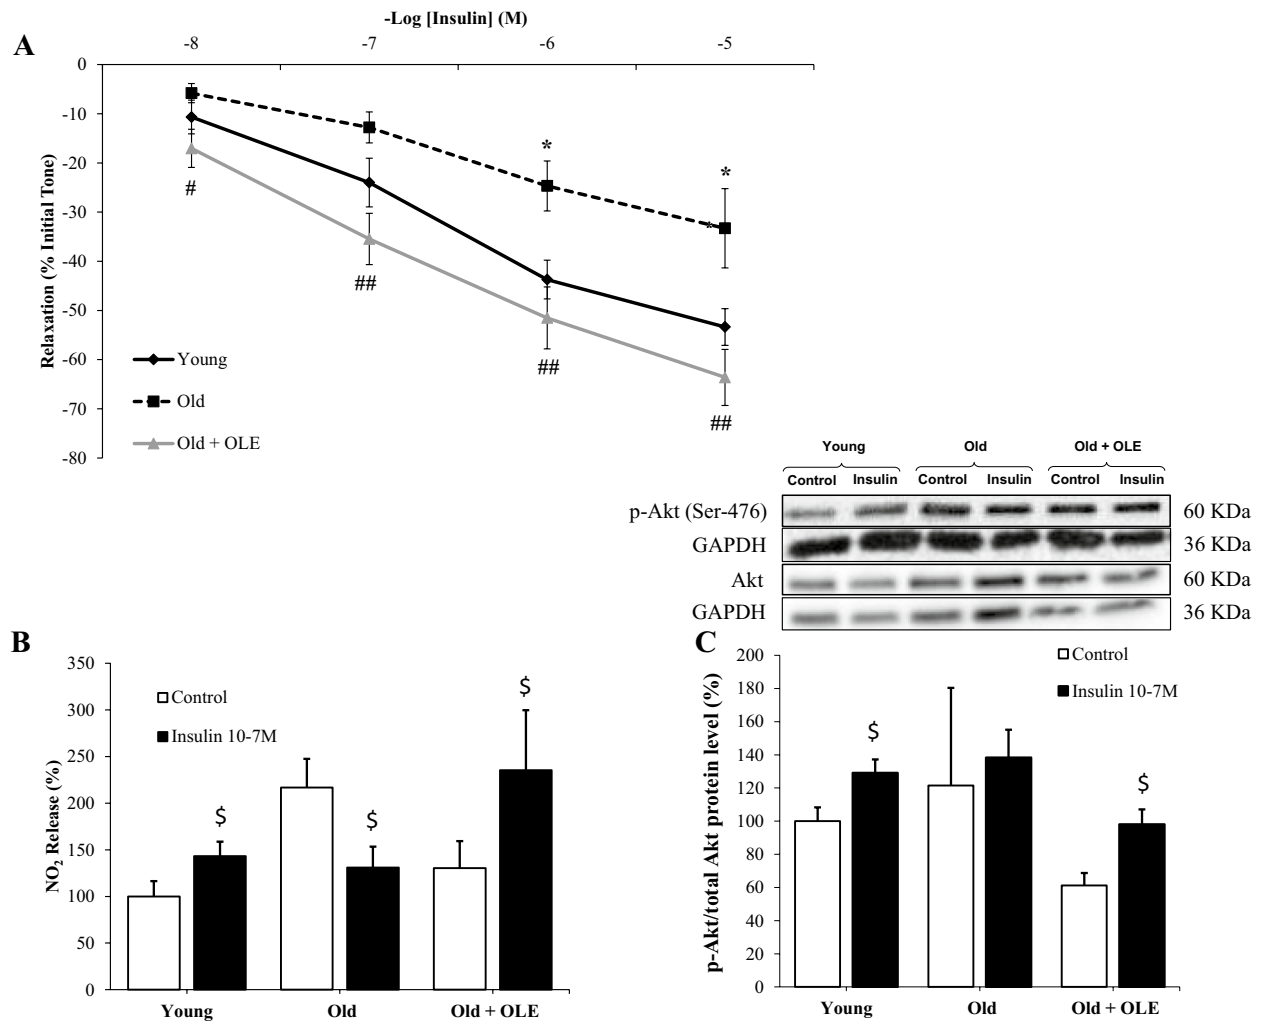 -Log [Insulin] (M)
A
-8 -7 -6 -5
0
-10
-20
-30
-40
-50
-60
-70
-80
Relaxation (% Initial Tone)
* *
*
# ## ## ##
Young
Old
Old + OLE
Young Old Old + OLE
Control Insulin Control Insulin Control Insulin
p-Akt (Ser-476) 60 KDa
GAPDH 36 KDa
Akt 60 KDa
GAPDH 36 KDa
B
350
300
250
200
150
100
50
0
NO2 Release (%)
Control
Insulin 10-7M
$ $ $
Young Old Old + OLE
C
200
180
160
140
120
100
80
60
40
20
0
p-Akt/total Akt protein level (%)
Control
Insulin 10-7M
$ $
Young Old Old + OLE